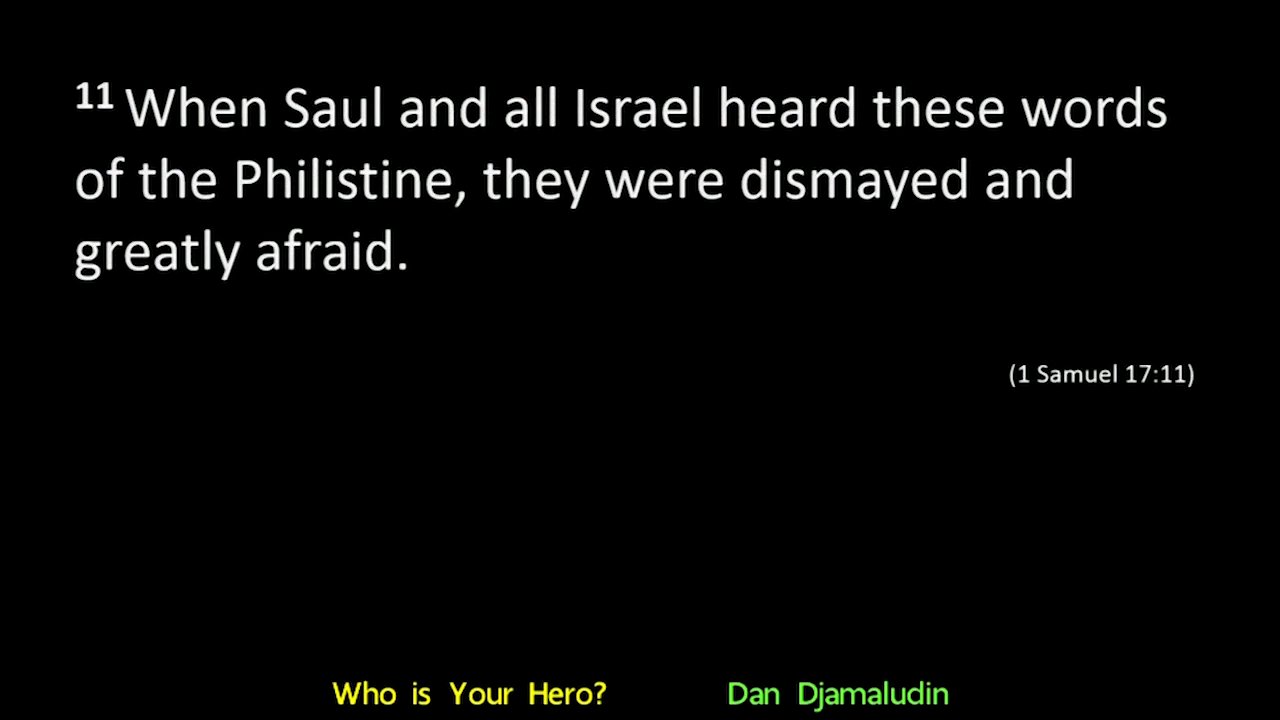 11 When Saul and all Israel heard these words
of the Philistine, they were dismayed and
greatly afraid.
(1 Samuel 17:11)
Who is Your Hero? Dan Djamaludin